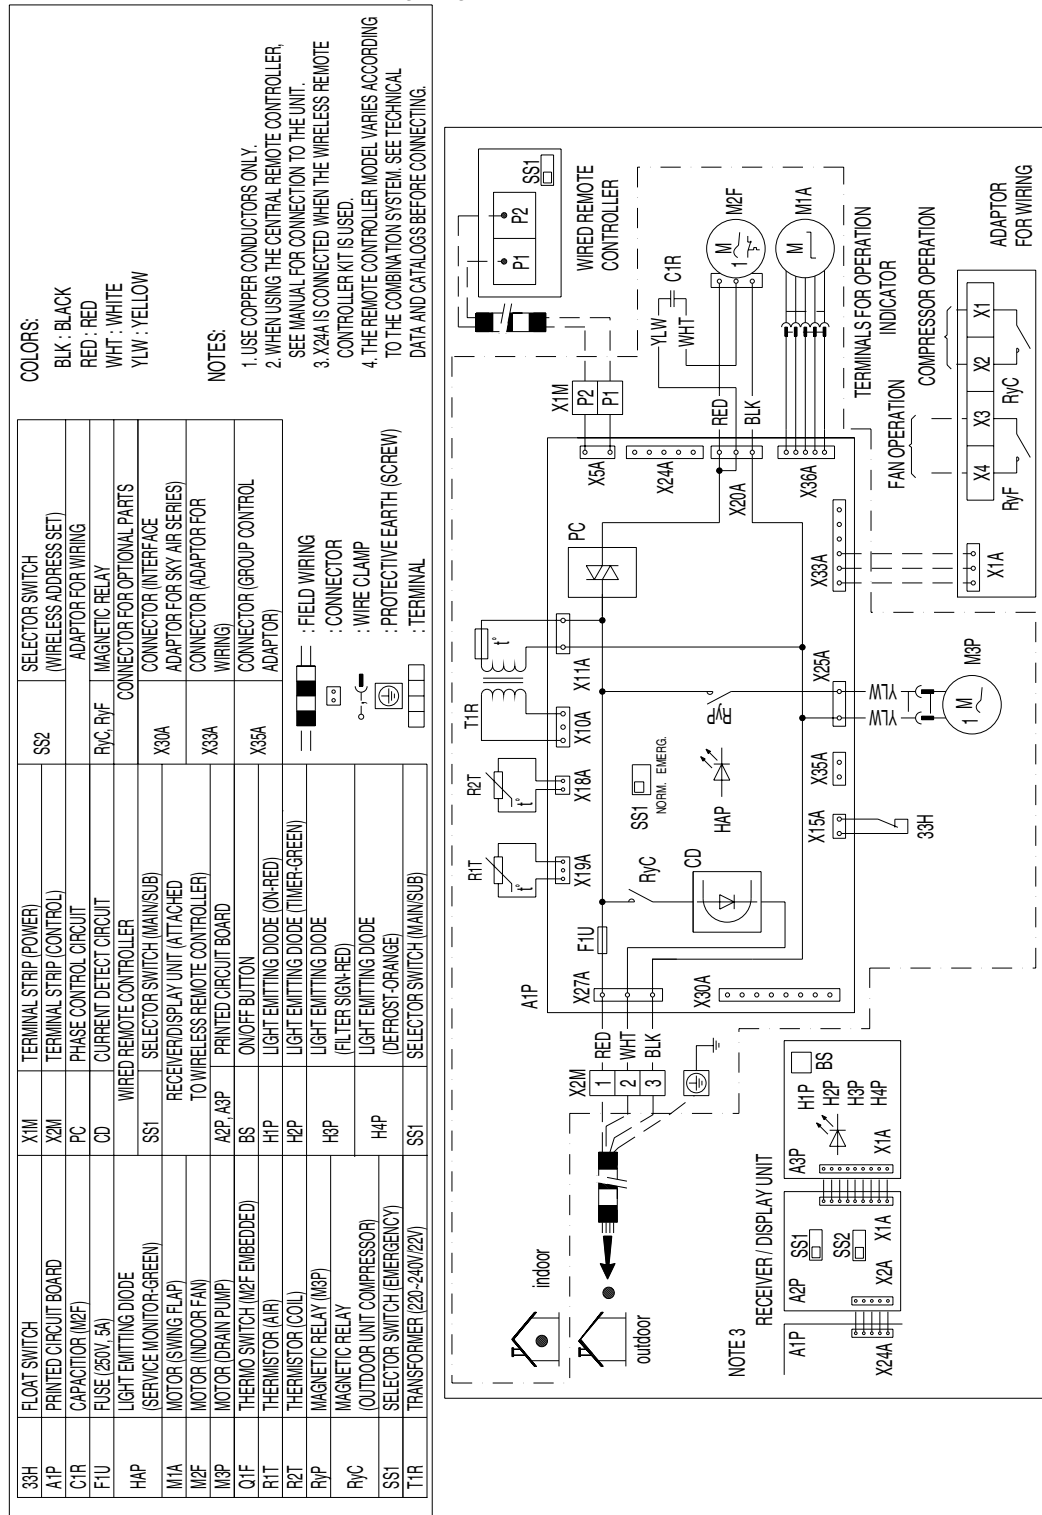 33H FLOAT SWITCH
A1P PRINTED CIRCUIT BOARD
C1R CAPACITIOR (M2F)
F1U FUSE (250V, 5A)
HAP LIGHT EMITTING DIODE
(SERVICE MONITOR-GREEN)
M1A MOTOR (SWING FLAP)
M2F MOTOR (INDOOR FAN)
M3P MOTOR (DRAIN PUMP)
Q1F THERMO SWITCH (M2F EMBEDDED)
R1T THERMISTOR (AIR)
R2T THERMISTOR (COIL)
RyP MAGNETIC RELAY (M3P)
RyC MAGNETIC RELAY
(OUTDOOR UNIT COMPRESSOR)
SS1 SELECTOR SWITCH (EMERGENCY)
T1R TRANSFORMER (220~240V/22V)
X1M TERMINAL STRIP (POWER)
X2M TERMINAL STRIP (CONTROL)
PC PHASE CONTROL CIRCUIT
CD CURRENT DETECT CIRCUIT
WIRED REMOTE CONTROLLER
SS1 SELECTOR SWITCH (MAIN/SUB)
RECEIVER/DISPLAY UNIT (ATTACHED
TO WIRELESS REMOTE CONTROLLER)
A2P, A3P PRINTED CIRCUIT BOARD
BS ON/OFF BUTTON
H1P LIGHT EMITTING DIODE (ON-RED)
H2P LIGHT EMITTING DIODE (TIMER-GREEN)
H3P LIGHT EMITTING DIODE
(FILTER SIGN-RED)
H4P LIGHT EMITTING DIODE
(DEFROST-ORANGE)
SS1 SELECTOR SWITCH (MAIN/SUB)
SS2 SELECTOR SWITCH
(WIRELESS ADDRESS SET)
ADAPTOR FOR WIRING
RyC, RyF MAGNETIC RELAY
CONNECTOR FOR OPTIONAL PARTS
X30A CONNECTOR (INTERFACE
ADAPTOR FOR SKY AIR SERIES)
X33A CONNECTOR (ADAPTOR FOR
WIRING)
X35A CONNECTOR (GROUP CONTROL
ADAPTOR)
: FIELD WIRING
: CONNECTOR
: WIRE CLAMP
: PROTECTIVE EARTH (SCREW)
: TERMINAL
COLORS:
BLK : BLACK
RED : RED
WHT : WHITE
YLW : YELLOW
NOTES:
1. USE COPPER CONDUCTORS ONLY.
2. WHEN USING THE CENTRAL REMOTE CONTROLLER,
SEE MANUAL FOR CONNECTION TO THE UNIT.
3. X24A IS CONNECTED WHEN THE WIRELESS REMOTE
CONTROLLER KIT IS USED.
4. THE REMOTE CONTROLLER MODEL VARIES ACCORDING
TO THE COMBINATION SYSTEM. SEE TECHNICAL
DATA AND CATALOGS BEFORE CONNECTING.
indoor
outdoor
X2M
1 2 3
RED
WHT
BLK
A1P
X27A
F1U
X30A
RyC
CD
R1T
t°
X19A
R2T
t°
X18A
T1R
t°
X10A
X11A
SS1
NORM. EMERG.
HAP
RyP
PC
X15A
33H
X35A
X25A
YLW
YLW
M
1
M3P
X33A
X5A
X24A
X20A
X36A
X1M
P2 P1
P1 P2
SS1
WIRED REMOTE
CONTROLLER
RED
BLK
YLW
WHT
C1R
M
1
M2F
M
M1A
TERMINALS FOR OPERATION
INDICATOR
FAN OPERATION
COMPRESSOR OPERATION
X4 X3 X2 X1
RyF
RyC
X1A
ADAPTOR
FOR WIRING
NOTE 3
RECEIVER / DISPLAY UNIT
A1P
X24A
A2P
SS1
SS2
X2A
X1A
A3P
X1A
H1P
H2P
H3P
H4P
BS